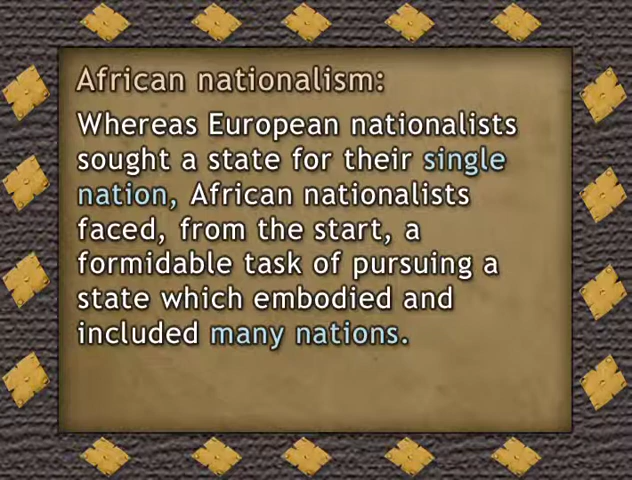 African nationalism:
Whereas European nationalists
sought a state for their single
nation, African nationalists
faced, from the start, a
formidable task of pursuing a
state which embodied and
included many nations.